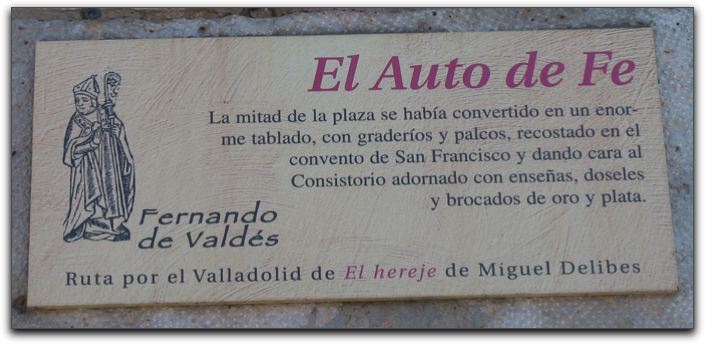 El Auto de Fe
La mitad de la plaza se había convertido en un enor-
me tablado, con graderíos y palcos, recostado en el
convento de San Francisco y dando cara al
Consistorio adornado con enseñas, doseles
y brocados de oro y plata.
Fernando
de Valdés
Ruta por el Valladolid de El hereje de Miguel Delibes